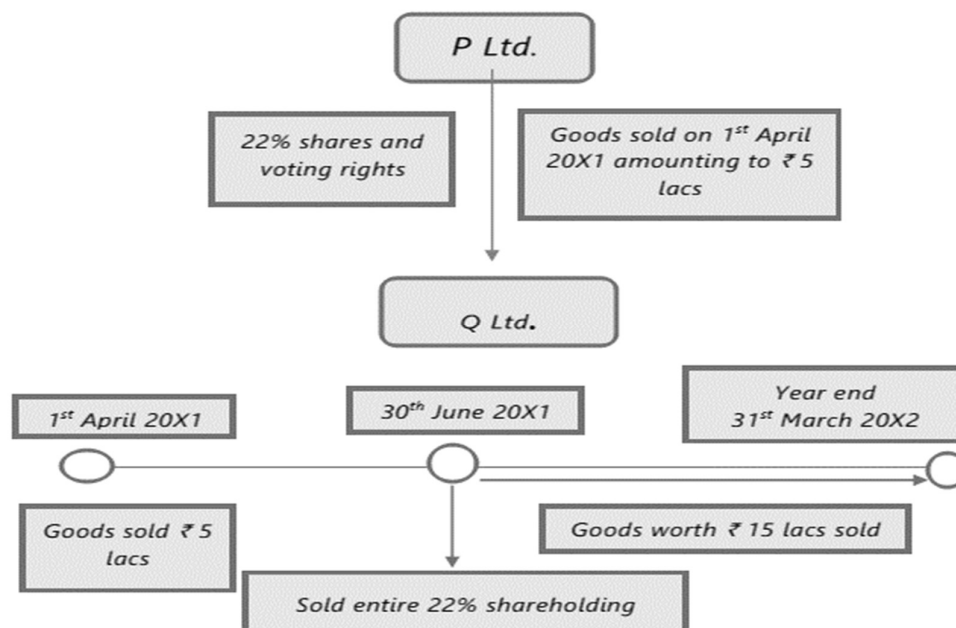 P Ltd.
22% shares and
voting rights
Goods sold on 1st April
20X1 amounting to ₹ 5
lacs
Q Ltd.
1st April 20X1
30th June 20X1
Year end
31st March 20X2
Goods sold ₹ 5
lacs
Goods worth ₹ 15 lacs sold
Sold entire 22% shareholding